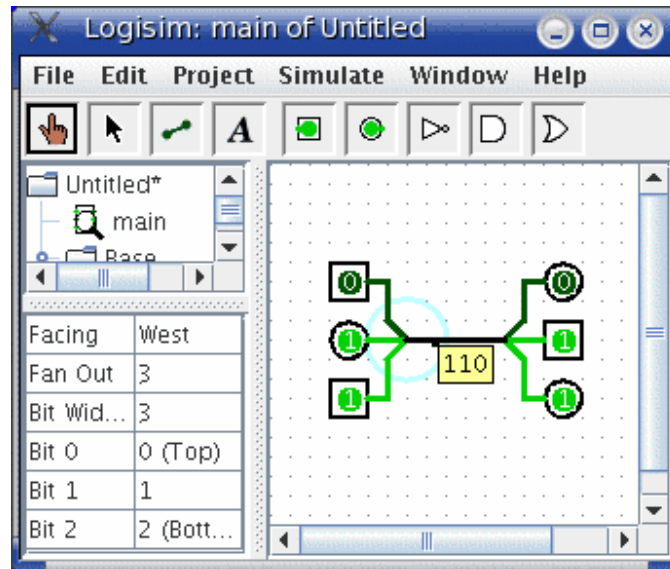 Logisim: main of Untitled
File Edit Project Simulate Window Help
A
Untitled*
main
Base
Facing West
Fan Out 3
Bit Wid... 3
Bit 0 0 (Top)
Bit 1 1
Bit 2 2 (Bott...
0 0
1 1
110
1 1